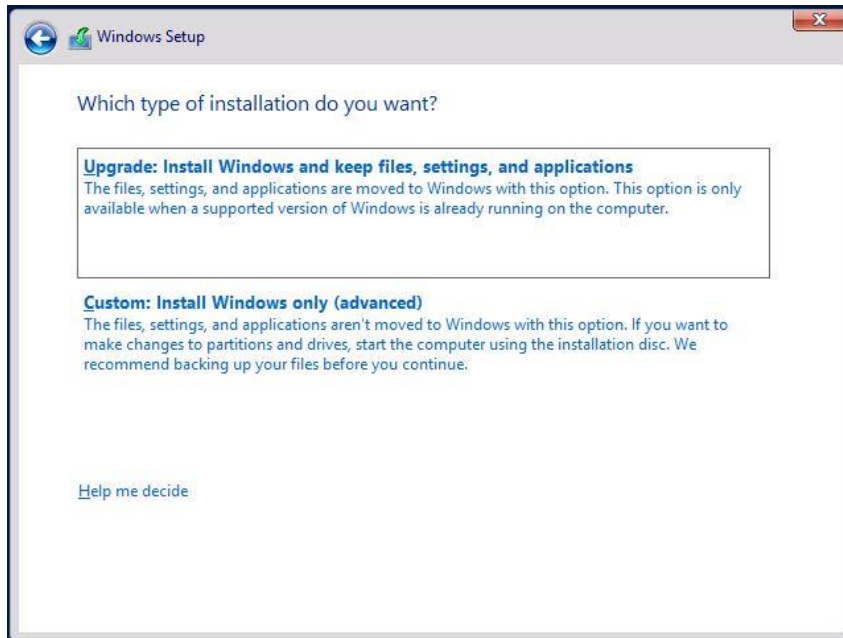 Windows Setup
Which type of installation do you want?
Upgrade: Install Windows and keep files, settings, and applications
The files, settings, and applications are moved to Windows with this option. This option is only
available when a supported version of Windows is already running on the computer.
Custom: Install Windows only (advanced)
The files, settings, and applications aren't moved to Windows with this option. If you want to
make changes to partitions and drives, start the computer using the installation disc. We
recommend backing up your files before you continue.
Help me decide